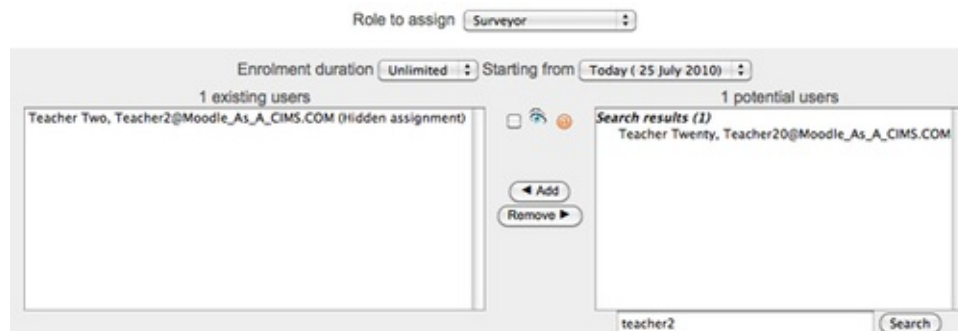 Role to assign Surveyor
Enrolment duration Unlimited Starting from Today ( 25 July 2010)
1 existing users
Teacher Two, Teacher2@Moodle_As_A_CIMS.COM (Hidden assignment)
◄ Add
Remove ►
1 potential users
Search results (1)
Teacher Twenty, Teacher20@Moodle_As_A_CIMS.COM
teacher2 Search